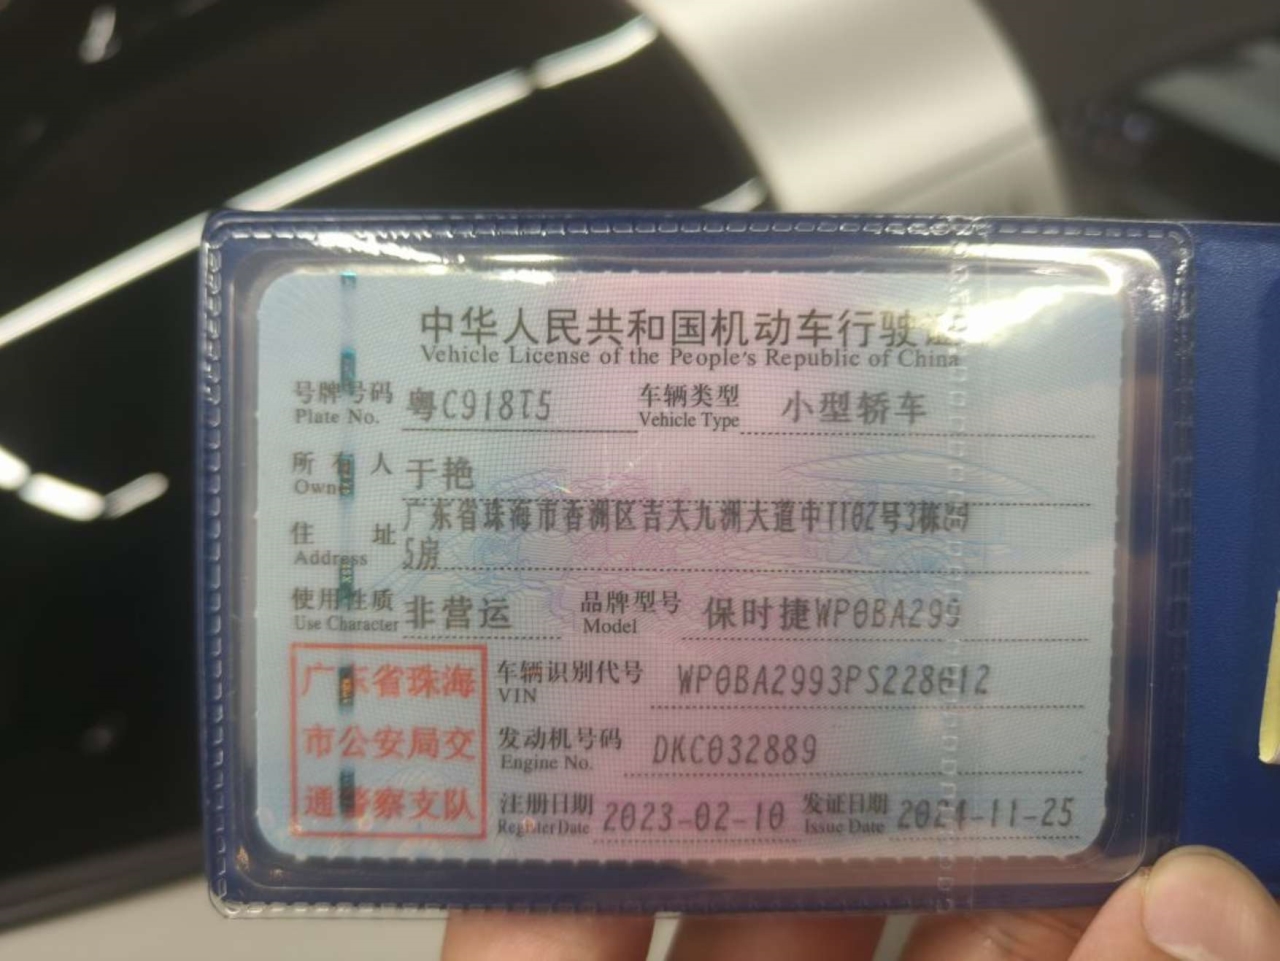 中华人民共和国机动车行驶证
Vehicle License of the People's Republic of China
号牌号码 粤C918T5 车辆类型 小型轿车
Plate No. Vehicle Type
所有人 于艳
Owner
住址 广东省珠海市香洲区吉大九洲大道中1102号3栋
Address 5房
使用性质 非营运 品牌型号 保时捷WP0BA299
Use Character Model
广东省珠海 车辆识别代号 WP0BA2993PS228612
VIN
市公安局交 发动机号码 DKC032889
Engine No.
通警察支队 注册日期 2023-02-10 发证日期 2024-11-25
Register Date Issue Date